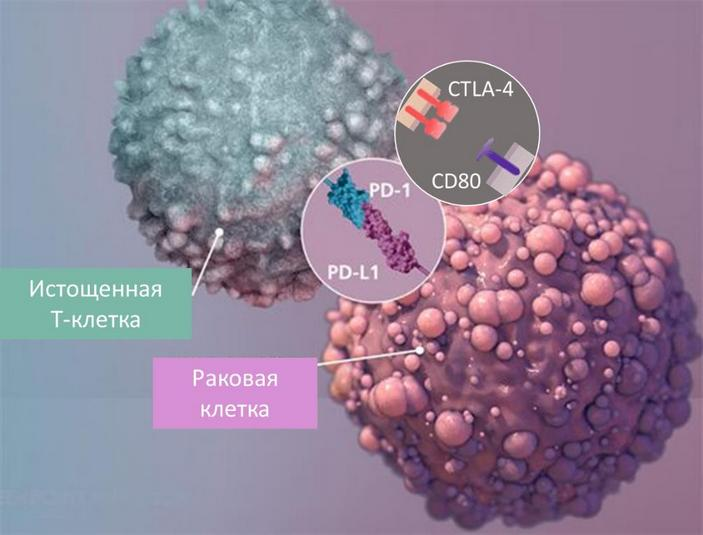 CTLA-4
CD80
PD-1
PD-L1
Истощенная
Т-клетка
Раковая
клетка